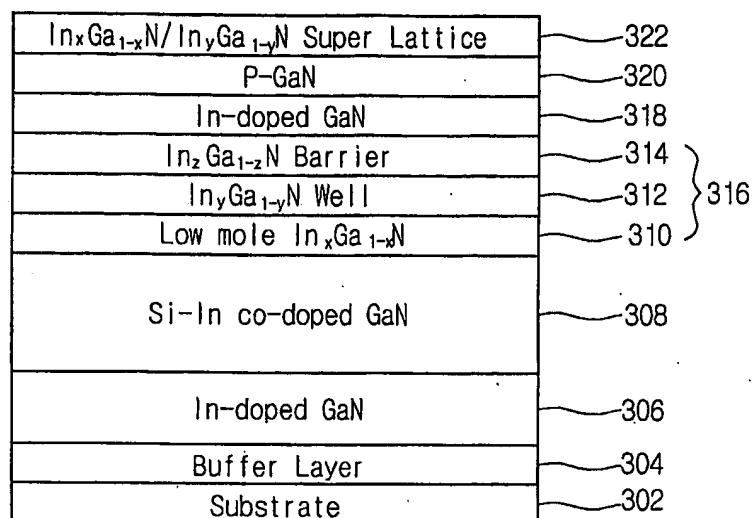 InxGa1-xN/InyGa1-yN Super Lattice 322
P-GaN 320
In-doped GaN 318
InzGa1-zN Barrier 314
InyGa1-yN Well 312 316
Low mole InxGa1-xN 310
Si-In co-doped GaN 308
In-doped GaN 306
Buffer Layer 304
Substrate 302